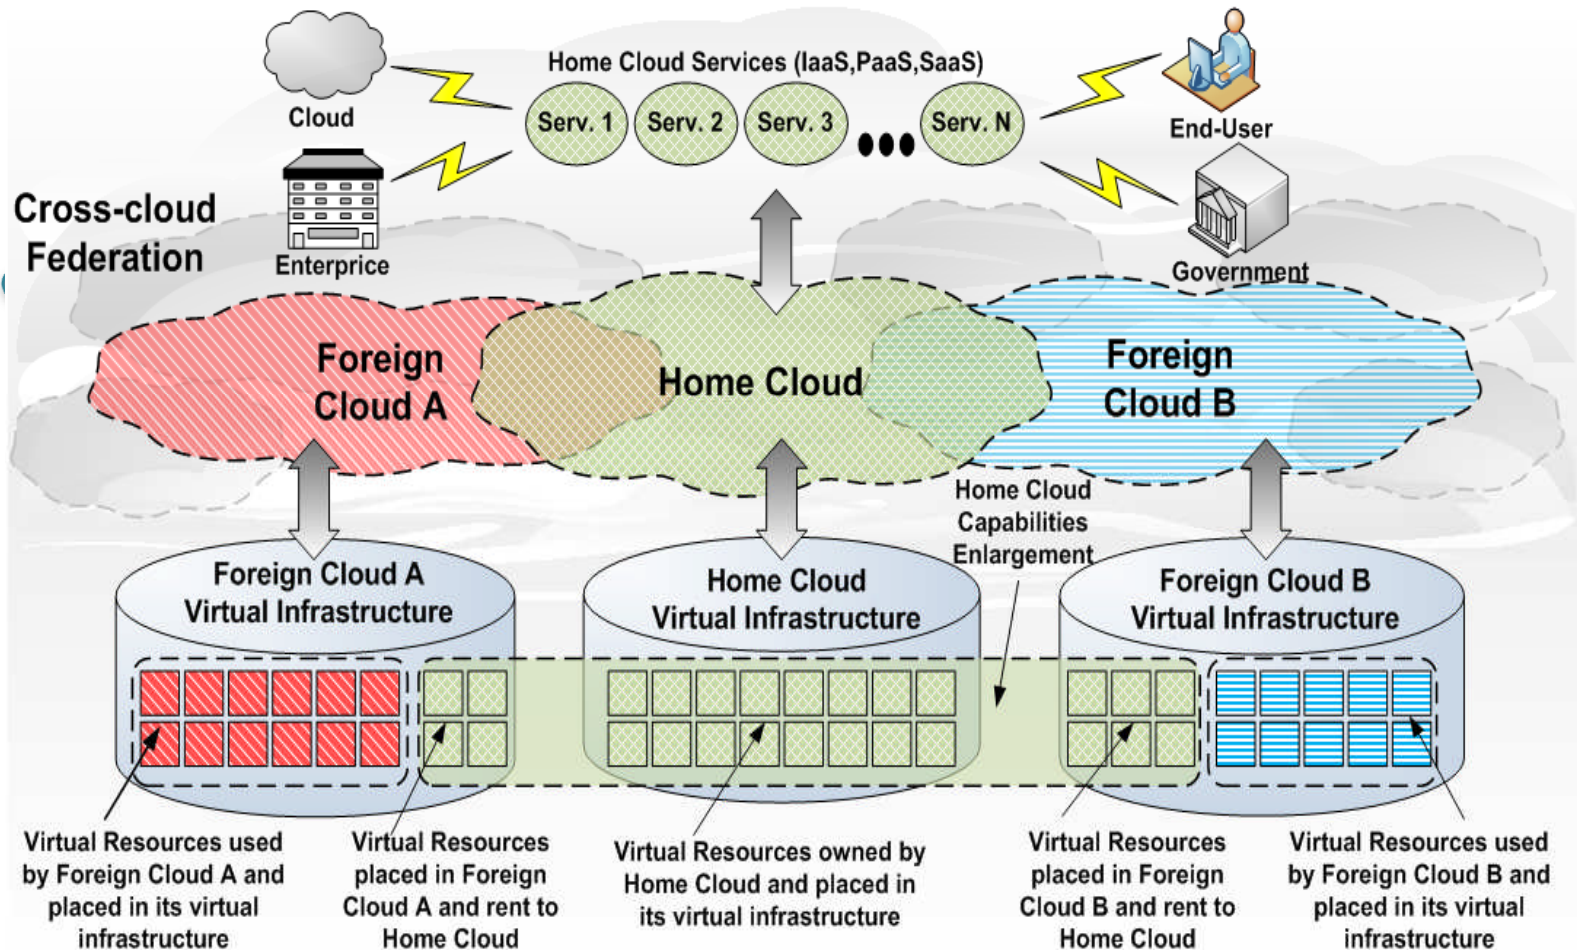 Home Cloud Services (IaaS,PaaS,SaaS)
Serv. 1
Serv. 2
Serv. 3
Serv. N
Cloud
End-User
Enterprice
Government
Cross-cloud
Federation
Foreign
Cloud A
Home Cloud
Foreign
Cloud B
Home Cloud
Capabilities
Enlargement
Foreign Cloud A
Virtual Infrastructure
Home Cloud
Virtual Infrastructure
Foreign Cloud B
Virtual Infrastructure
Virtual Resources used
by Foreign Cloud A and
placed in its virtual
infrastructure
Virtual Resources
placed in Foreign
Cloud A and rent to
Home Cloud
Virtual Resources owned by
Home Cloud and placed in
its virtual infrastructure
Virtual Resources
placed in Foreign
Cloud B and rent to
Home Cloud
Virtual Resources used
by Foreign Cloud B and
placed in its virtual
infrastructure